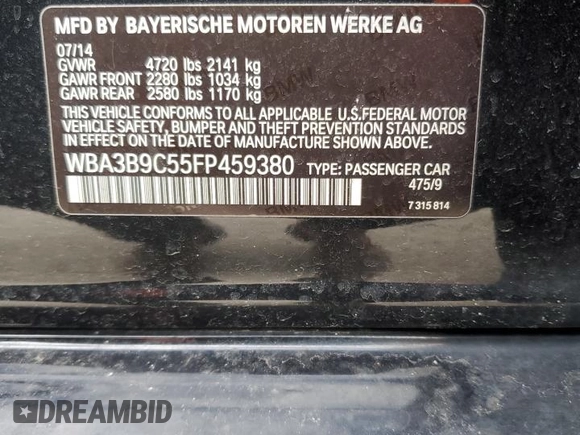 MFD BY BAYERISCHE MOTOREN WERKE AG
07/14
GVWR 4720 lbs 2141 kg
GAWR FRONT 2280 lbs 1034 kg
GAWR REAR 2580 lbs 1170 kg
THIS VEHICLE CONFORMS TO ALL APPLICABLE U.S.FEDERAL MOTOR
VEHICLE SAFETY, BUMPER AND THEFT PREVENTION STANDARDS
IN EFFECT ON THE DATE OF MANUFACTURE SHOWN ABOVE.
WBA3B9C55FP459380 TYPE: PASSENGER CAR
475/9
7 315 814
DREAMBID